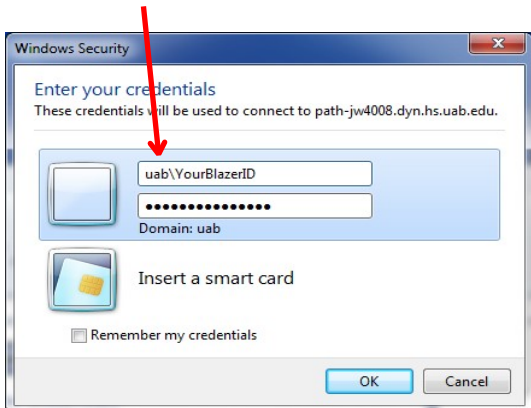 Windows Security
Enter your credentials
These credentials will be used to connect to path-jw4008.dyn.hs.uab.edu.
uab\YourBlazerID
●●●●●●●●●●●●●●●
Domain: uab
Insert a smart card
Remember my credentials
OK
Cancel